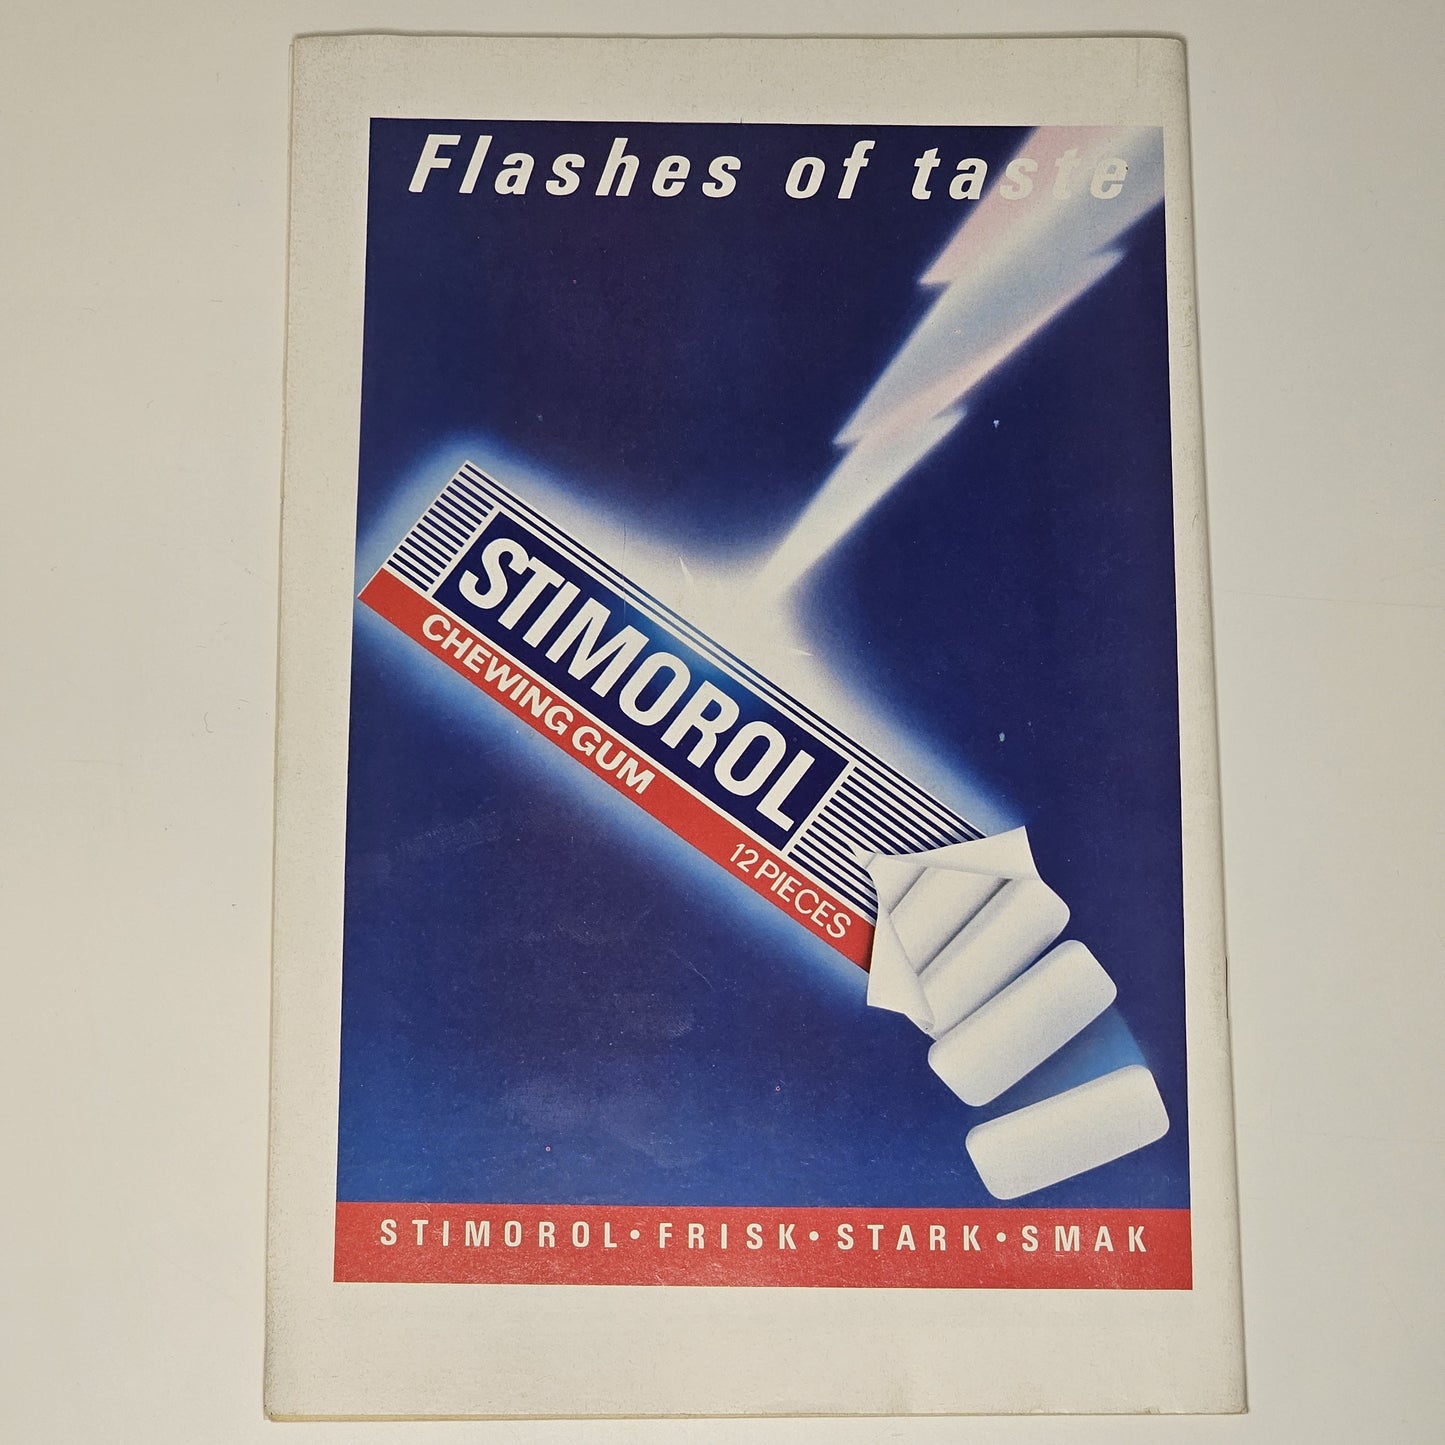 Flashes of taste
STIMOROL
CHEWING GUM
12 PIECES
STIMOROL • FRISK • STARK • SMAK